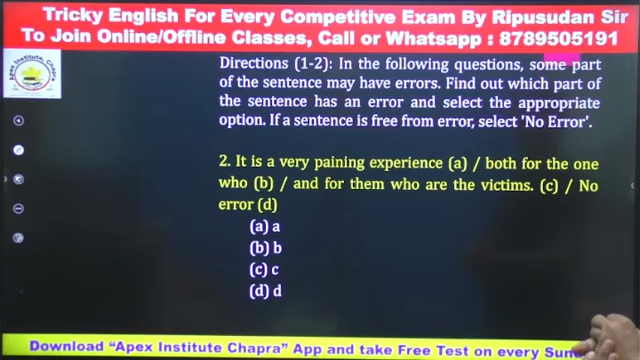 Tricky English For Every Competitive Exam By Ripusudan Sir
To Join Online/Offline Classes, Call or Whatsapp : 8789505191
Apex Institute, Chapra
Directions (1-2): In the following questions, some part
of the sentence may have errors. Find out which part of
the sentence has an error and select the appropriate
option. If a sentence is free from error, select 'No Error'.
2. It is a very paining experience (a) / both for the one
who (b) / and for them who are the victims. (c) / No
error (d)
(a) a
(b) b
(c) c
(d) d
Download "Apex Institute Chapra" App and take Free Test on every